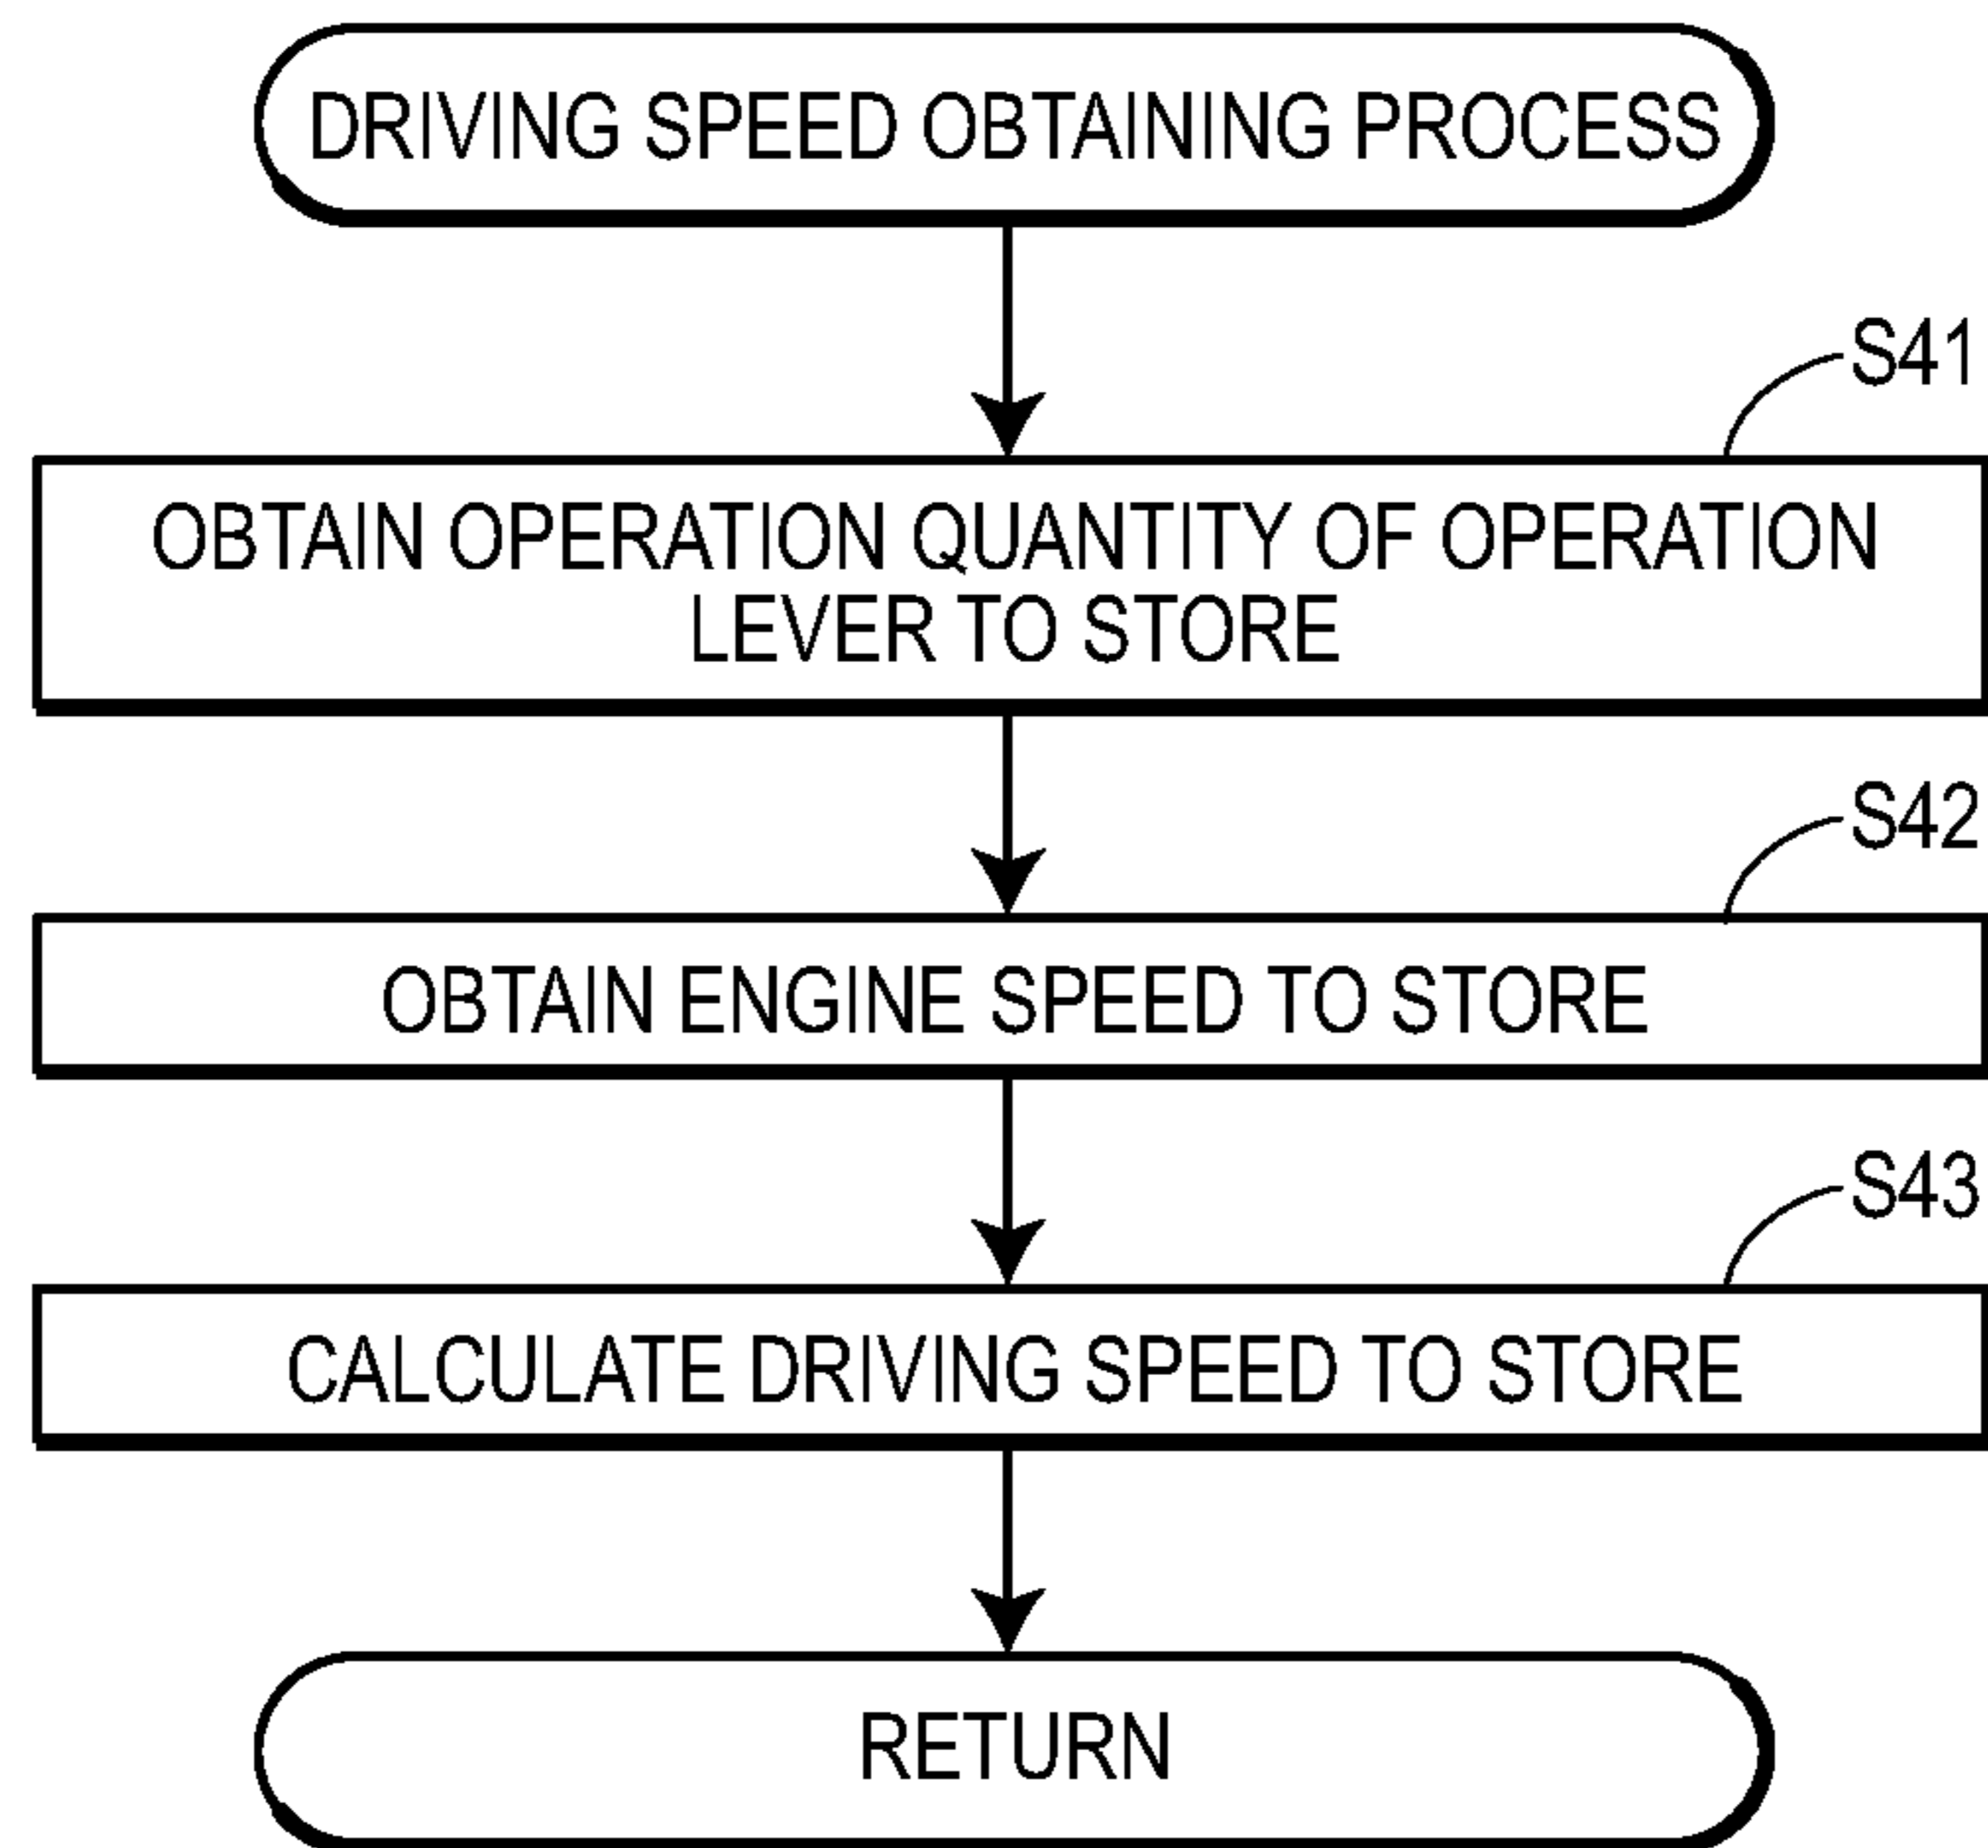 DRIVING SPEED OBTAINING PROCESS
S41
OBTAIN OPERATION QUANTITY OF OPERATION
LEVER TO STORE
S42
OBTAIN ENGINE SPEED TO STORE
S43
CALCULATE DRIVING SPEED TO STORE
RETURN